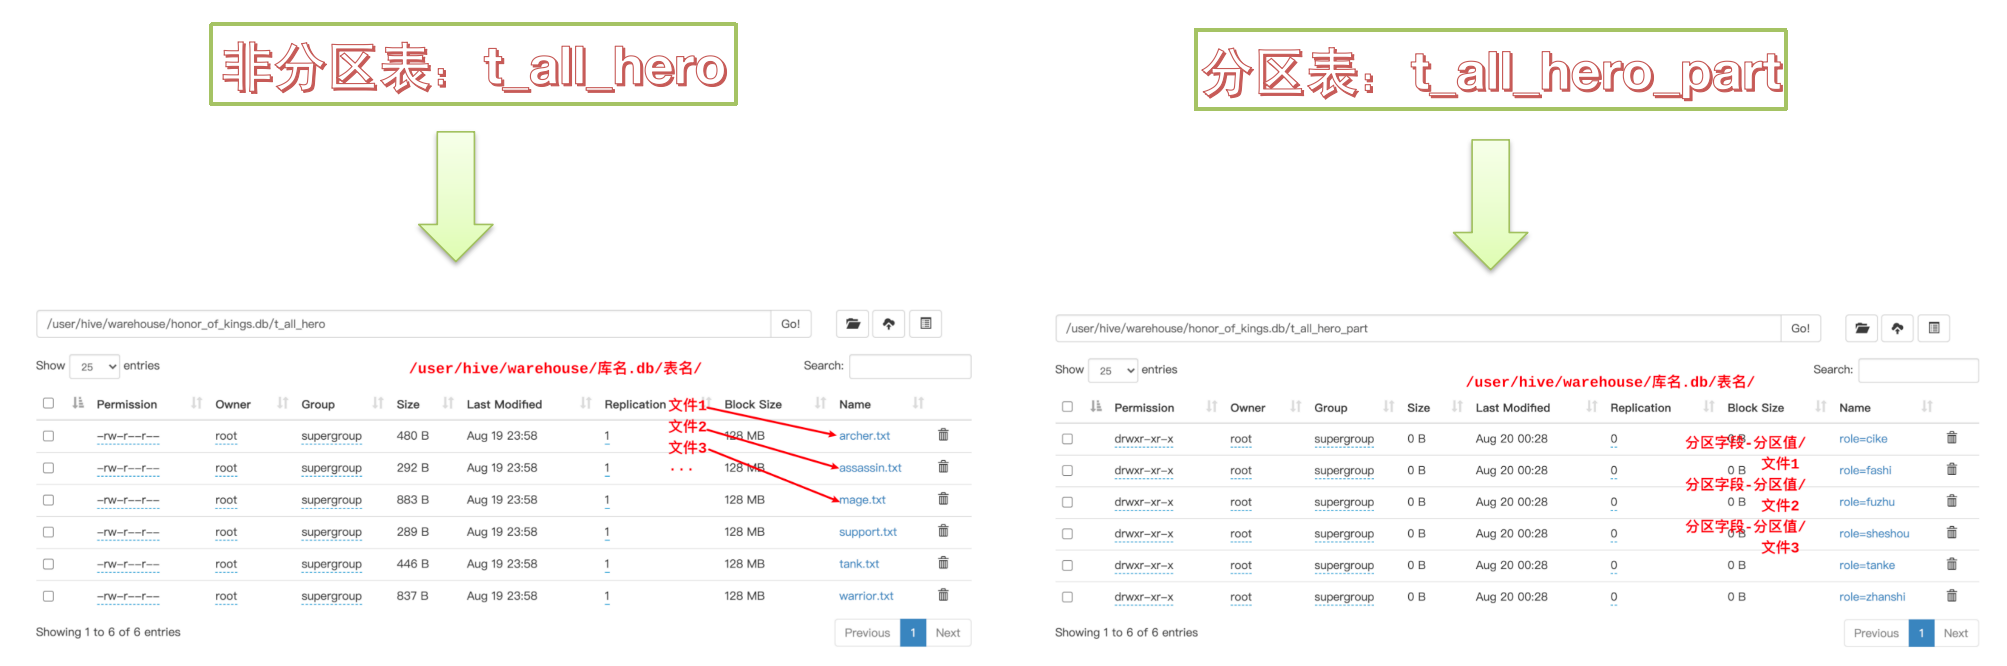 非分区表：t_all_hero
/user/hive/warehouse/honor_of_kings.db/t_all_hero Go!
Show 25 entries /user/hive/warehouse/库名.db/表名/ Search:
Permission Owner Group Size Last Modified Replication Block Size Name
文件1
-rw-r--r-- root supergroup 480 B Aug 19 23:58 1 128 MB archer.txt
文件2
文件3
...
-rw-r--r-- root supergroup 292 B Aug 19 23:58 1 128 MB assassin.txt
-rw-r--r-- root supergroup 883 B Aug 19 23:58 1 128 MB mage.txt
-rw-r--r-- root supergroup 289 B Aug 19 23:58 1 128 MB support.txt
-rw-r--r-- root supergroup 446 B Aug 19 23:58 1 128 MB tank.txt
-rw-r--r-- root supergroup 837 B Aug 19 23:58 1 128 MB warrior.txt
Showing 1 to 6 of 6 entries Previous 1 Next
分区表：t_all_hero_part
/user/hive/warehouse/honor_of_kings.db/t_all_hero_part Go!
Show 25 entries Search:
/user/hive/warehouse/库名.db/表名/
Permission Owner Group Size Last Modified Replication Block Size Name
drwxr-xr-x root supergroup 0 B Aug 20 00:28 0 0 B role=cike
分区字段-分区值/
文件1
drwxr-xr-x root supergroup 0 B Aug 20 00:28 0 0 B role=fashi
分区字段-分区值/
文件2
drwxr-xr-x root supergroup 0 B Aug 20 00:28 0 0 B role=fuzhu
分区字段-分区值/
文件3
drwxr-xr-x root supergroup 0 B Aug 20 00:28 0 0 B role=sheshou
drwxr-xr-x root supergroup 0 B Aug 20 00:28 0 0 B role=tanke
drwxr-xr-x root supergroup 0 B Aug 20 00:28 0 0 B role=zhanshi
Showing 1 to 6 of 6 entries Previous 1 Next